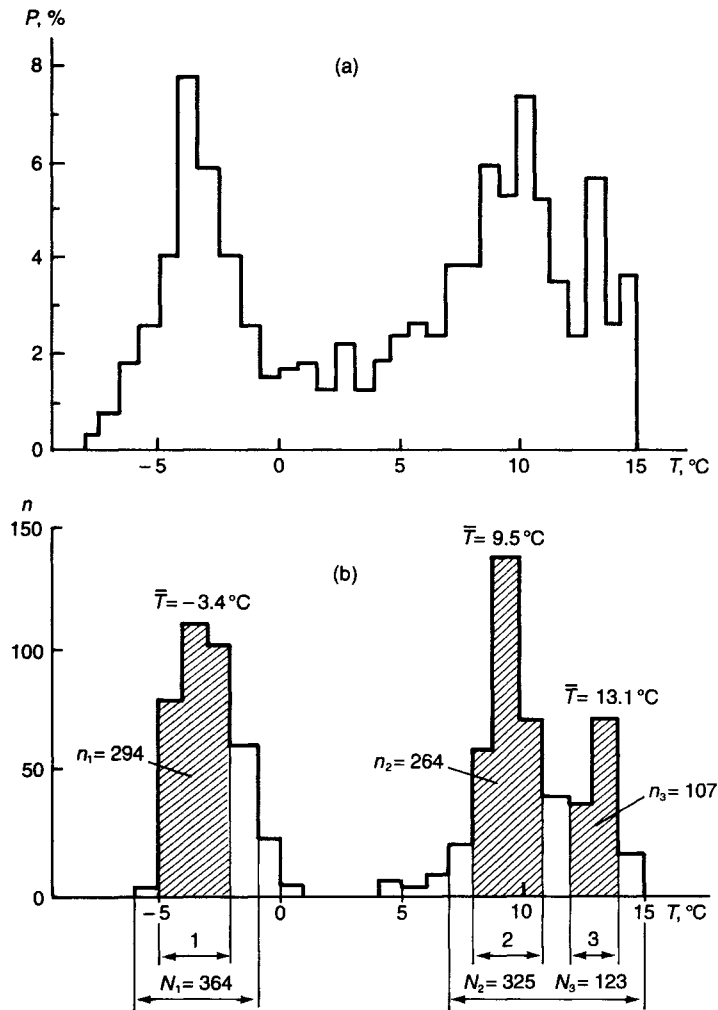 P, %
(a)
8
6
4
2
0
−5 0 5 10 15 T, °C
n
150
T̿ = 9.5 °C
(b)
T̿ = −3.4 °C
100
T̿ = 13.1 °C
n₁ = 294
n₂ = 264
50
n₃ = 107
0
−5 0 5 10 15 T, °C
1 2 3
N₁ = 364 N₂ = 325 N₃ = 123